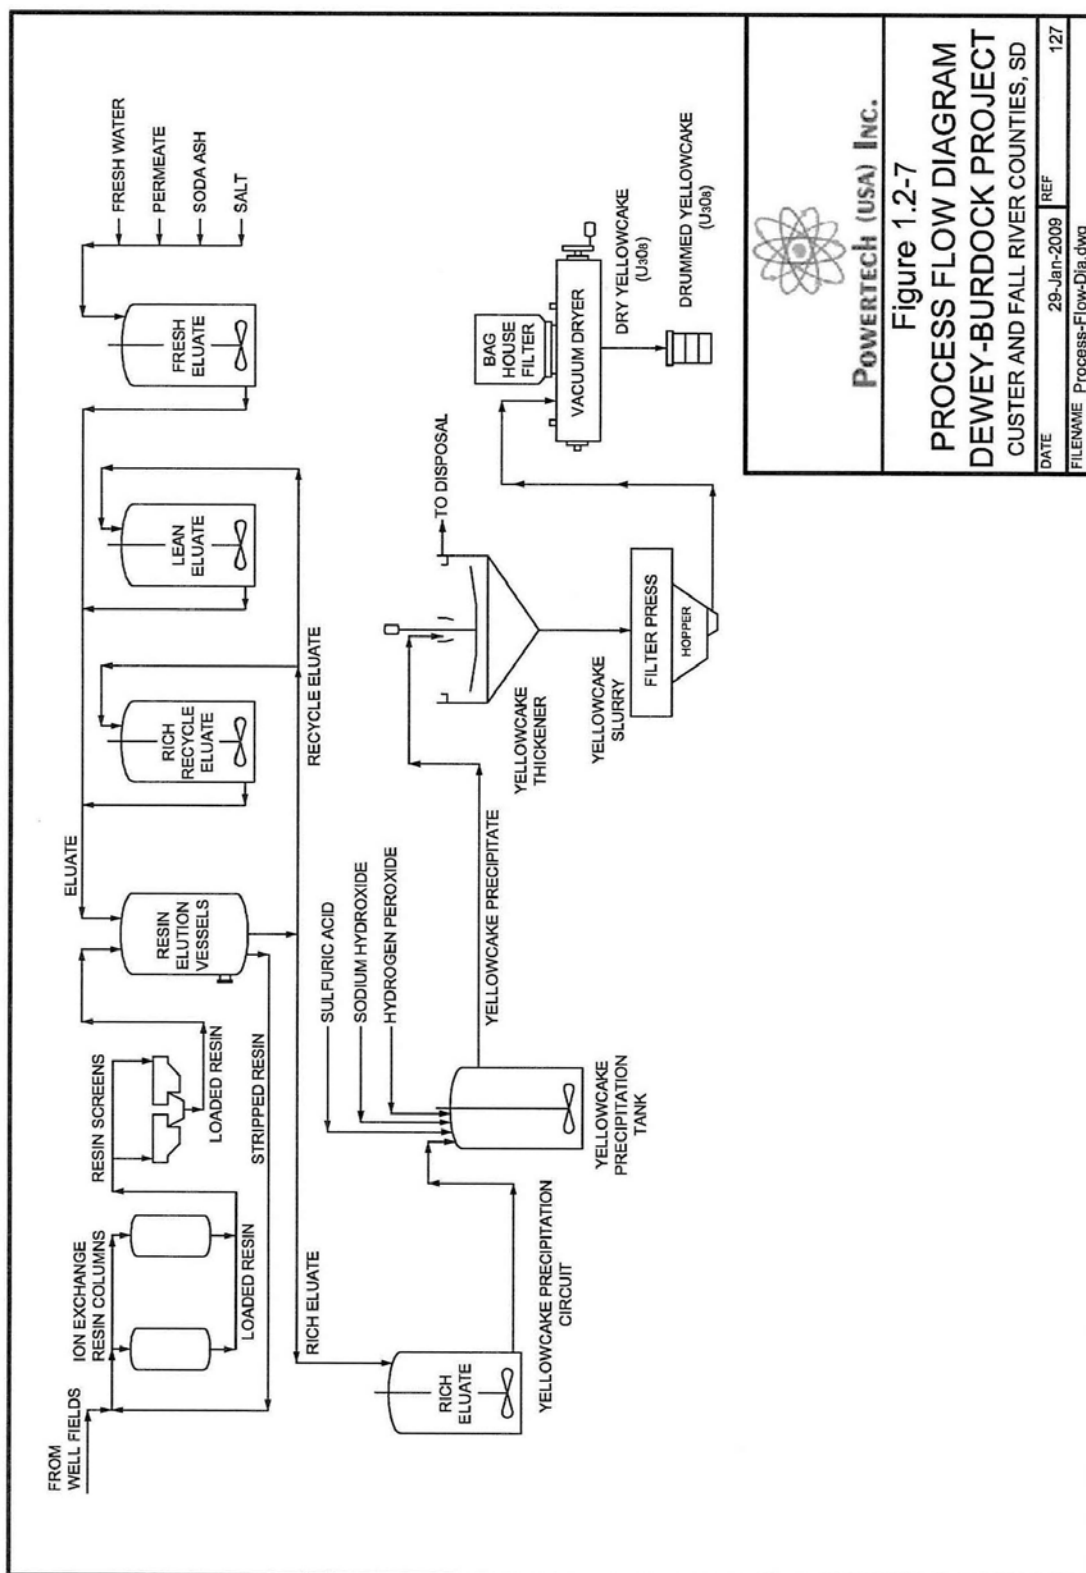 FROM
WELL FIELDS
ION EXCHANGE
RESIN COLUMNS
LOADED RESIN
RESIN SCREENS
LOADED RESIN
STRIPPED RESIN
RESIN
ELUTION
VESSELS
ELUATE
RICH
RECYCLE
ELUATE
LEAN
ELUATE
FRESH
ELUATE
FRESH WATER
PERMEATE
SODA ASH
SALT
RECYCLE ELUATE
RICH ELUATE
RICH
ELUATE
YELLOWCAKE PRECIPITATION
CIRCUIT
SULFURIC ACID
SODIUM HYDROXIDE
HYDROGEN PEROXIDE
YELLOWCAKE
PRECIPITATION
TANK
YELLOWCAKE PRECIPITATE
YELLOWCAKE
THICKENER
TO DISPOSAL
YELLOWCAKE
SLURRY
FILTER PRESS
HOPPER
BAG
HOUSE
FILTER
VACUUM DRYER
DRY YELLOWCAKE
(U3O8)
DRUMMED YELLOWCAKE
(U3O8)
POWERTECH (USA) INC.
Figure 1.2-7
PROCESS FLOW DIAGRAM
DEWEY-BURDOCK PROJECT
CUSTER AND FALL RIVER COUNTIES, SD
DATE 29-Jan-2009 REF 127
FILENAME Process-Flow-Dia.dwg